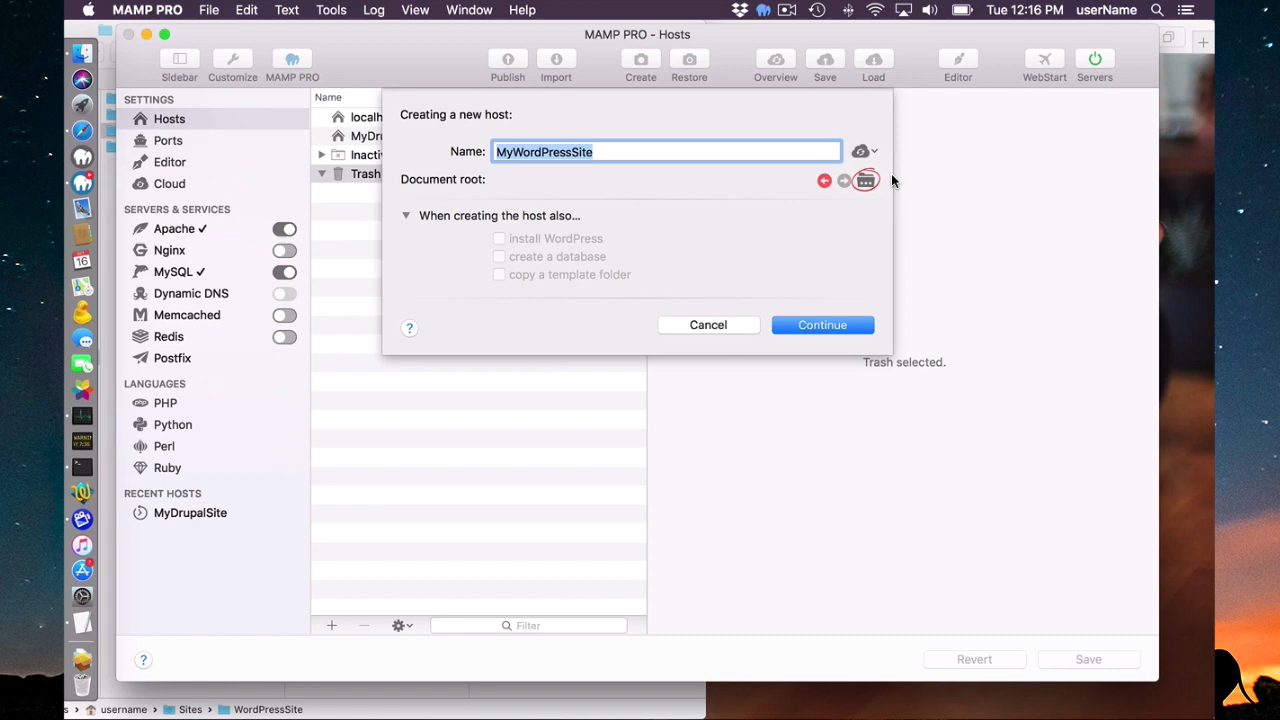 MAMP PRO File Edit Text Tools Log View Window Help Tue 12:16 PM userName
MAMP PRO - Hosts
Sidebar Customize MAMP PRO Publish Import Create Restore Overview Save Load Editor WebStart Servers
SETTINGS
Hosts
Ports
Editor
Cloud
SERVERS & SERVICES
Apache ✓
Nginx
MySQL ✓
Dynamic DNS
Memcached
Redis
Postfix
LANGUAGES
PHP
Python
Perl
Ruby
RECENT HOSTS
MyDrupalSite
Name
localh
MyDru
Inactiv
Trash
Creating a new host:
Name: MyWordPressSite
Document root:
When creating the host also...
install WordPress
create a database
copy a template folder
? Cancel Continue
Trash selected.
Filter
? Revert Save
s › username › Sites › WordPressSite
16